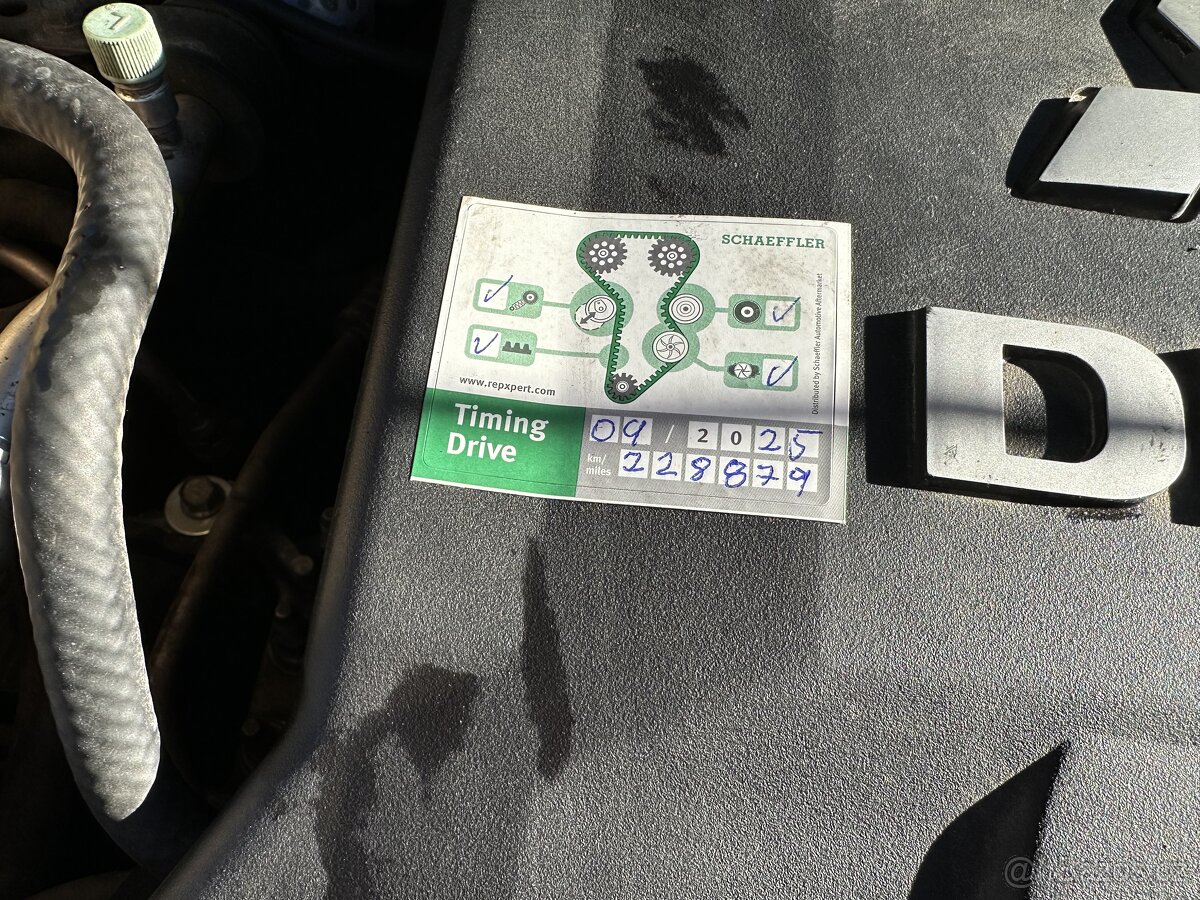 SCHAEFFLER
Distributed by Schaeffler Automotive Aftermarket
www.repxpert.com
Timing
Drive
09 / 2025
km/
miles
228879
D